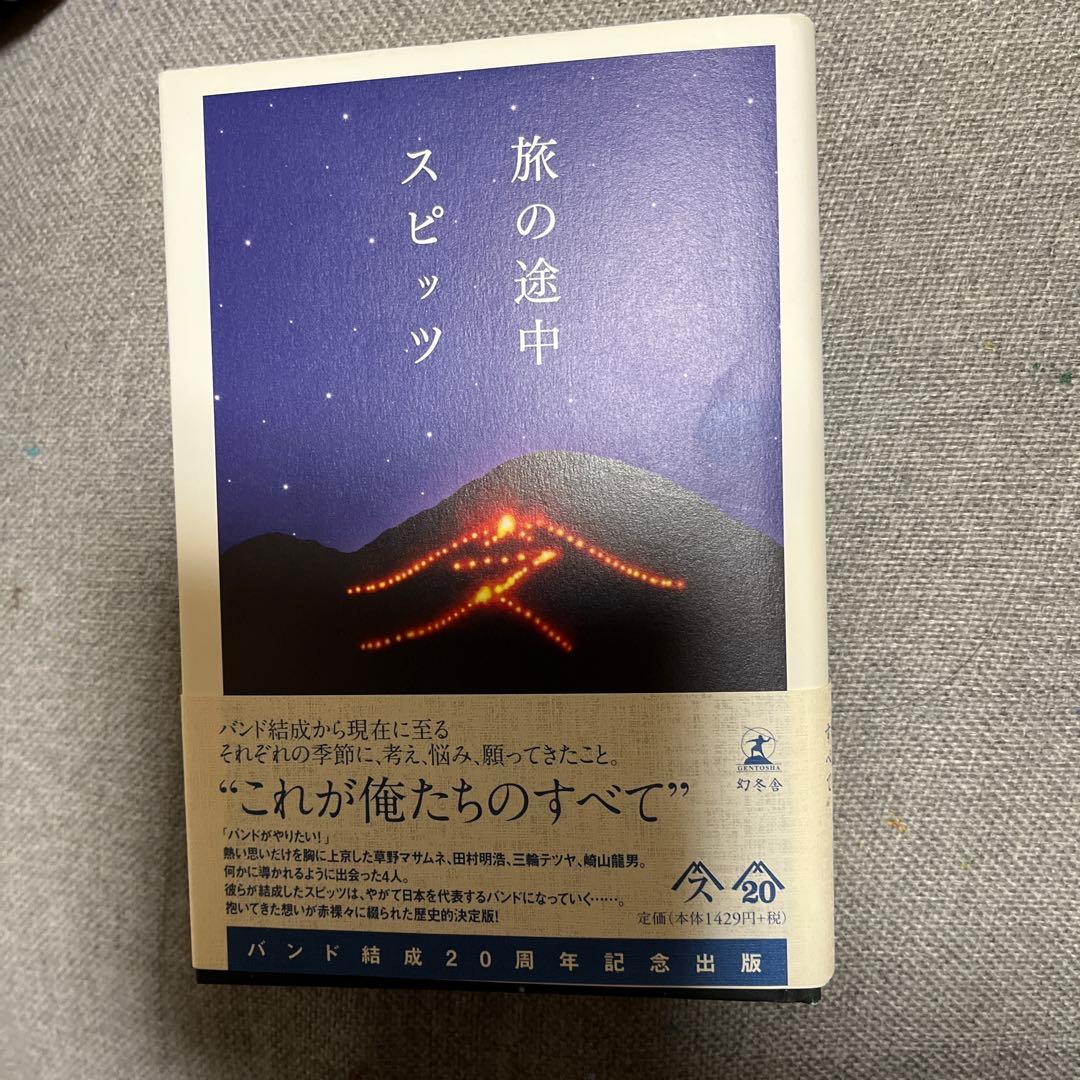 旅の途中
スピッツ
バンド結成から現在に至る
それぞれの季節に、考え、悩み、願ってきたこと。
“これが俺たちのすべて”
「バンドがやりたい!」
熱い思いだけを胸に上京した草野マサムネ、田村明浩、三輪テツヤ、崎山龍男。
何かに導かれるように出会った4人。
彼らが結成したスピッツは、やがて日本を代表するバンドになっていく……。
抱いてきた想いが赤裸々に綴られた歴史的決定版!
GENTOSHA
幻冬舎
ス
20
定価(本体1429円+税)
バンド結成20周年記念出版